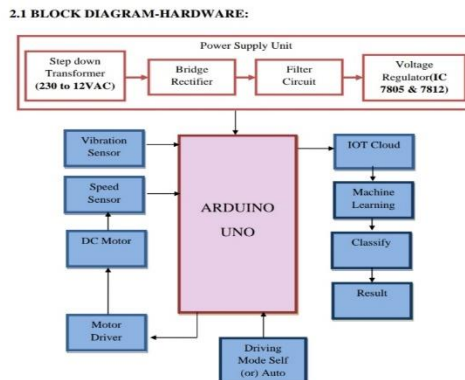 2.1 BLOCK DIAGRAM-HARDWARE:
Power Supply Unit
Step down
Transformer
(230 to 12VAC)
Bridge
Rectifier
Filter
Circuit
Voltage
Regulator(IC
7805 & 7812)
Vibration
Sensor
Speed
Sensor
DC Motor
Motor
Driver
ARDUINO
UNO
Driving
Mode Self
(or) Auto
IOT Cloud
Machine
Learning
Classify
Result